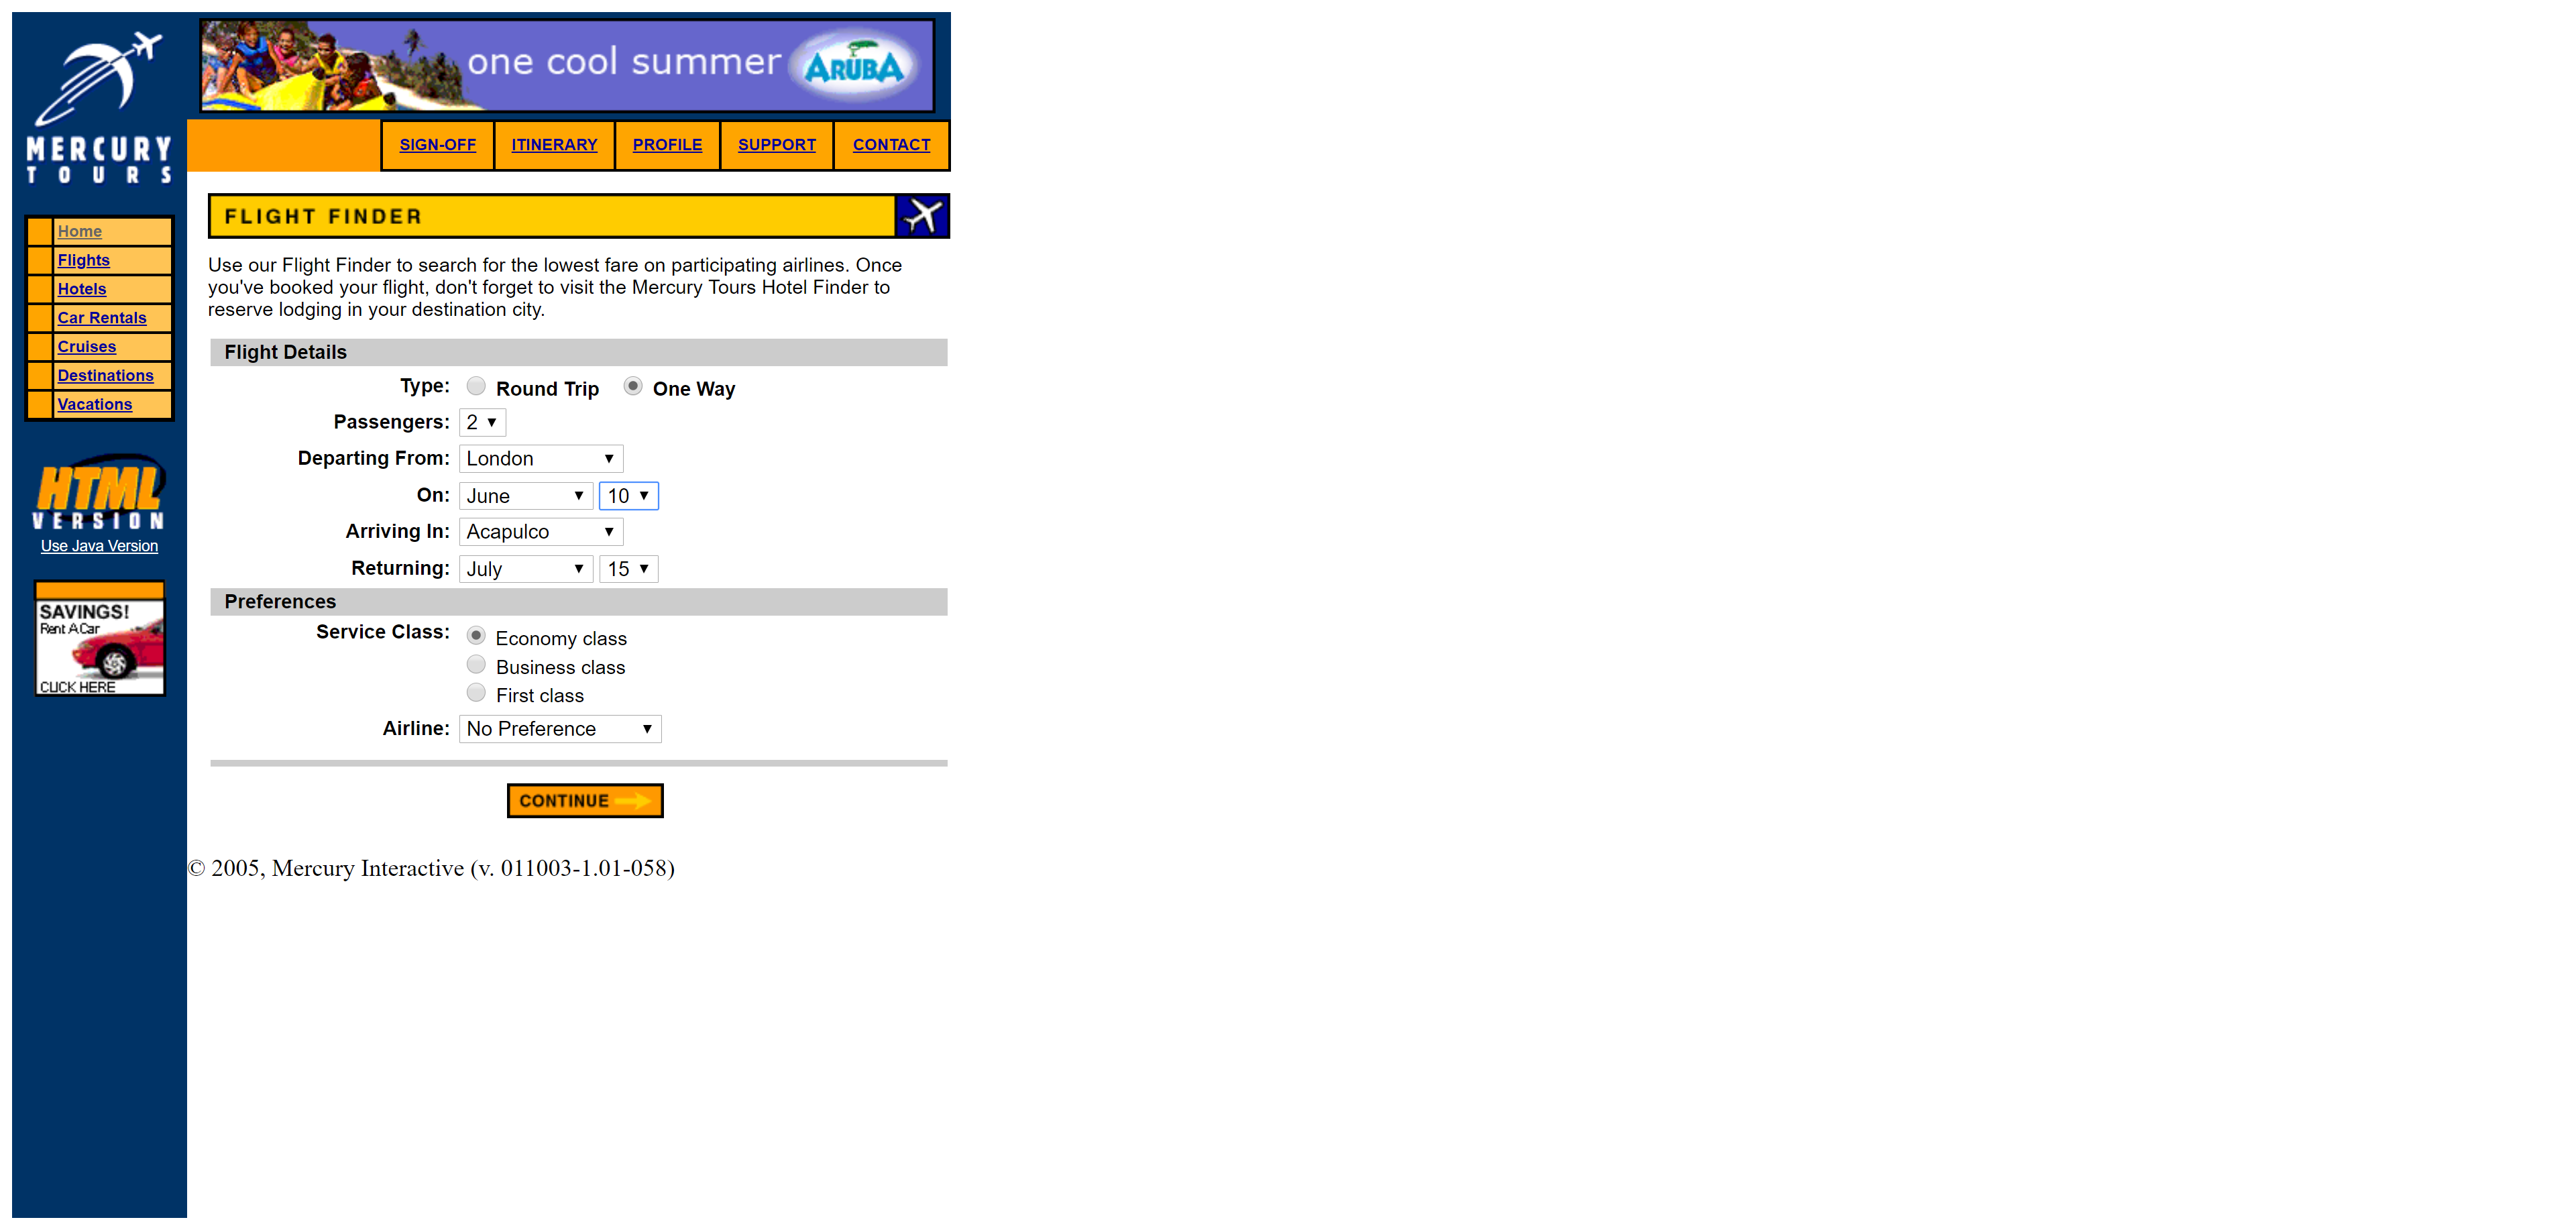 MERCURY
TOURS
one cool summer ARUBA
SIGN-OFF ITINERARY PROFILE SUPPORT CONTACT
Home
Flights
Hotels
Car Rentals
Cruises
Destinations
Vacations
HTML
VERSION
Use Java Version
SAVINGS!
Rent A Car
CLICK HERE
FLIGHT FINDER
Use our Flight Finder to search for the lowest fare on participating airlines. Once
you've booked your flight, don't forget to visit the Mercury Tours Hotel Finder to
reserve lodging in your destination city.
Flight Details
Type: Round Trip One Way
Passengers: 2
Departing From: London
On: June 10
Arriving In: Acapulco
Returning: July 15
Preferences
Service Class: Economy class
Business class
First class
Airline: No Preference
CONTINUE
© 2005, Mercury Interactive (v. 011003-1.01-058)